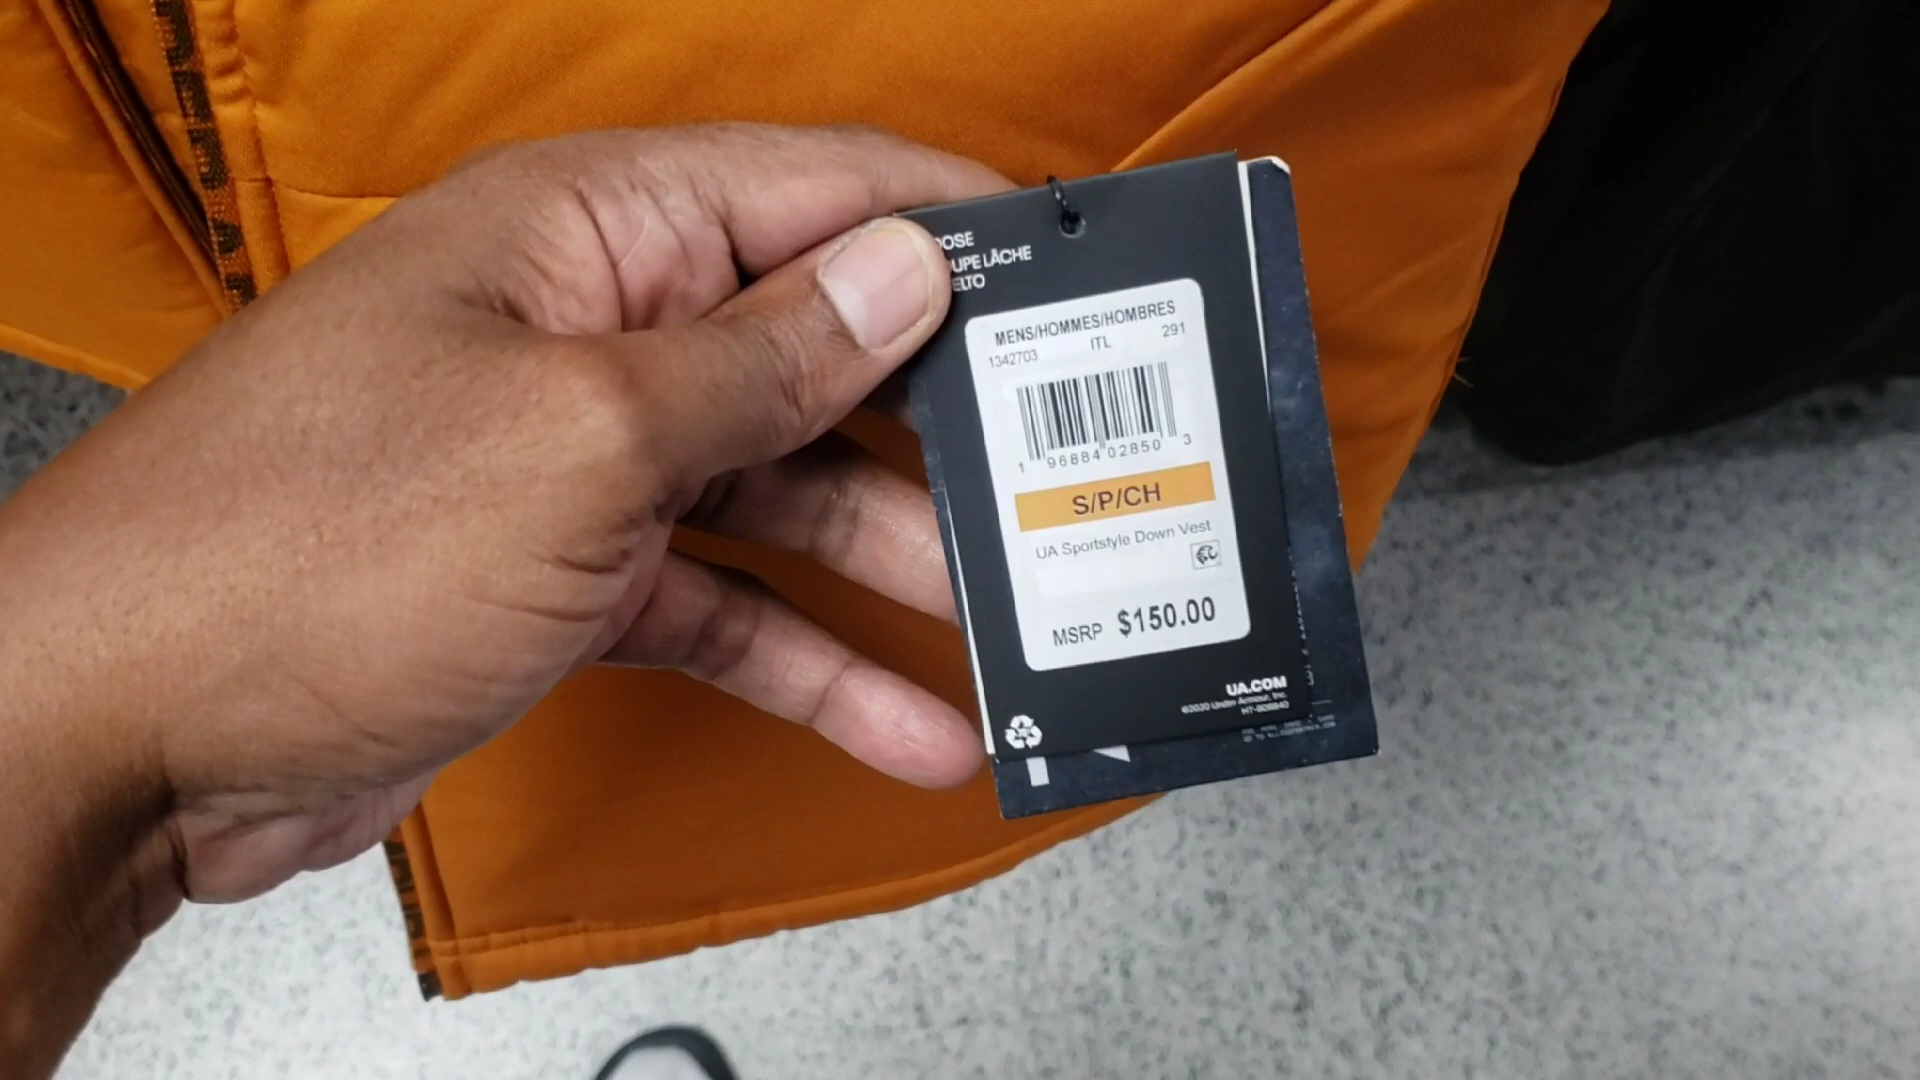 OOSE
UPE LÂCHE
ELTO
MENS/HOMMES/HOMBRES
1342703 ITL 291
1 96884 02850 3
S/P/CH
UA Sportstyle Down Vest
MSRP $150.00
UA.COM
©2020 Under Armour, Inc.